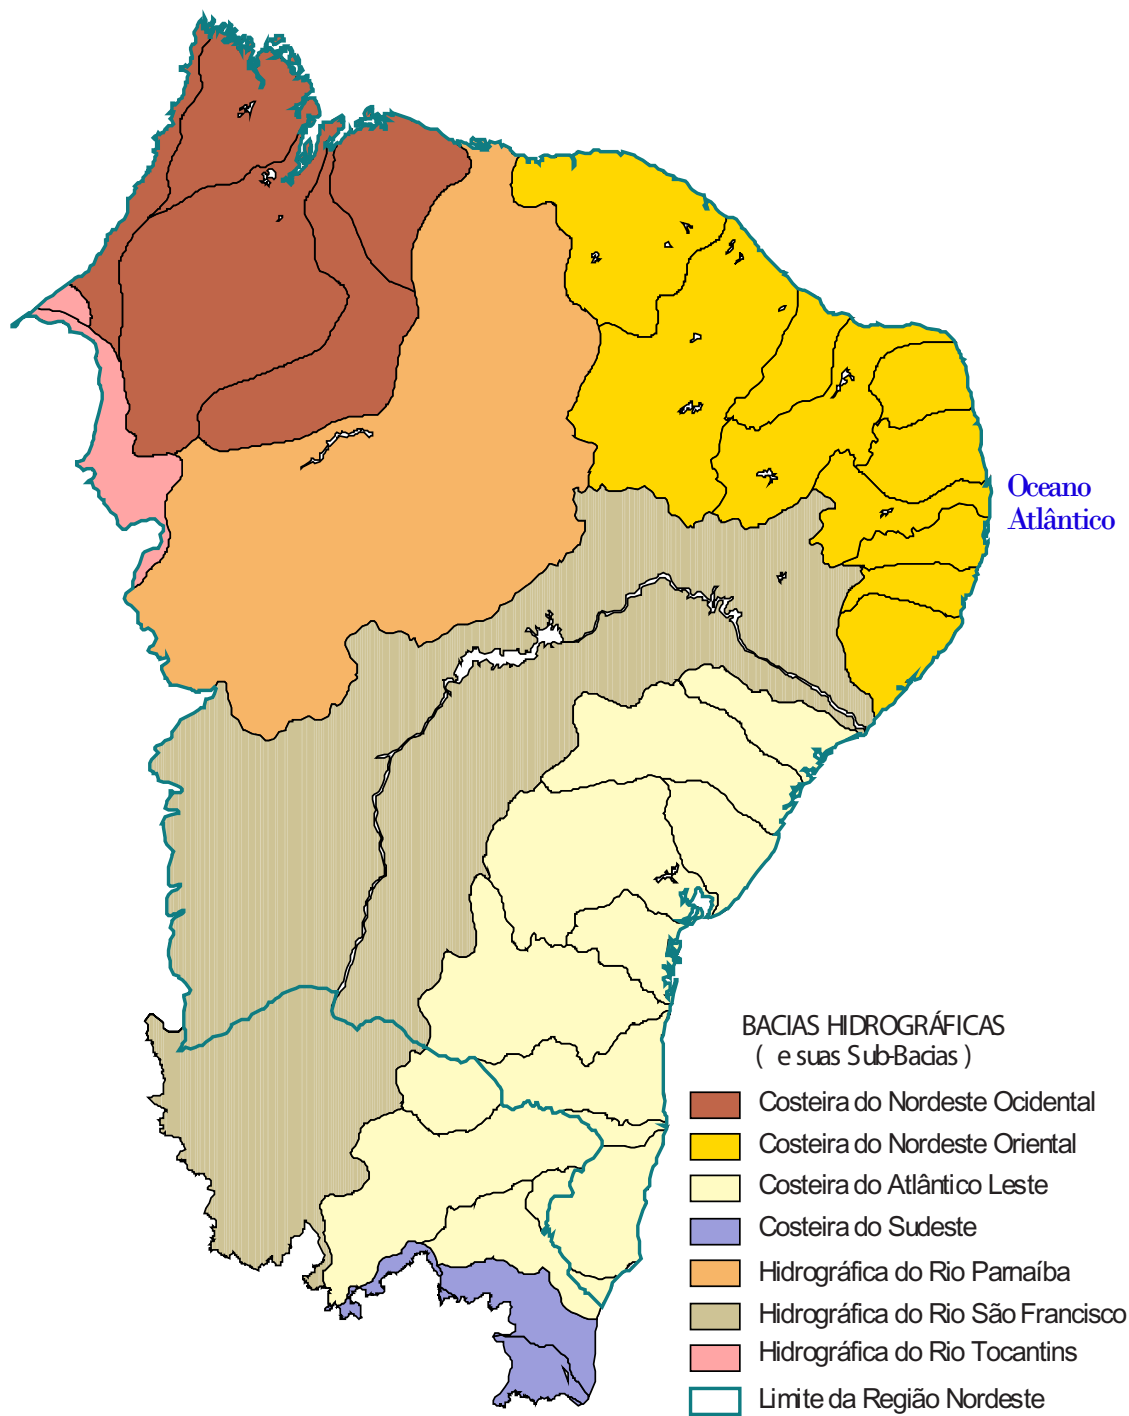 Oceano
Atlântico
BACIAS HIDROGRÁFICAS
( e suas Sub-Bacias )
Costeira do Nordeste Ocidental
Costeira do Nordeste Oriental
Costeira do Atlântico Leste
Costeira do Sudeste
Hidrográfica do Rio Parnaíba
Hidrográfica do Rio São Francisco
Hidrográfica do Rio Tocantins
Limite da Região Nordeste